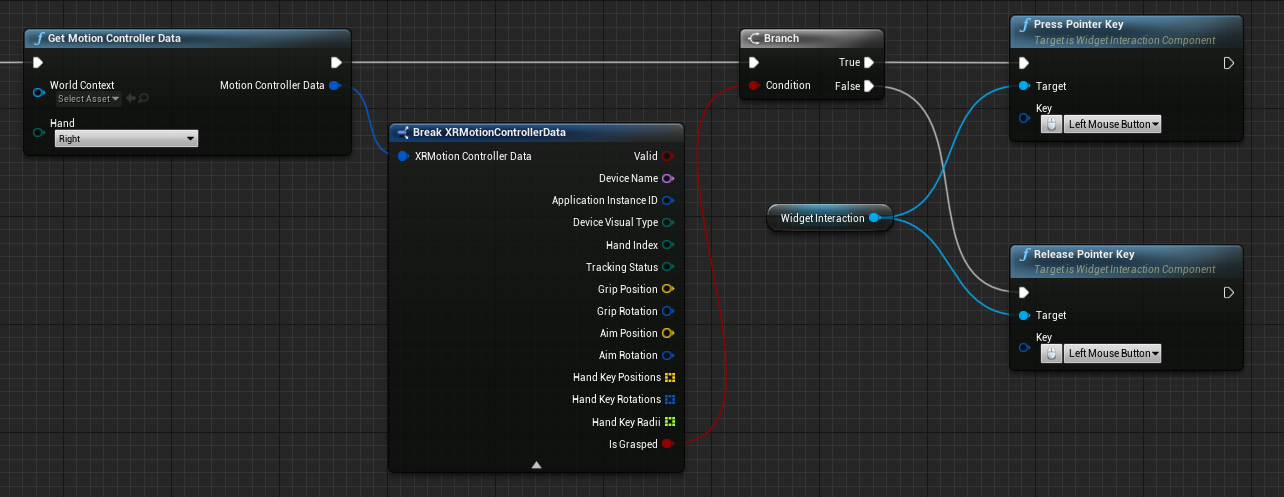 Get Motion Controller Data
World Context
Select Asset
Motion Controller Data
Hand
Right
Break XRMotionControllerData
XRMotion Controller Data
Valid
Device Name
Application Instance ID
Device Visual Type
Hand Index
Tracking Status
Grip Position
Grip Rotation
Aim Position
Aim Rotation
Hand Key Positions
Hand Key Rotations
Hand Key Radii
Is Grasped
Branch
True
Condition
False
Widget Interaction
Press Pointer Key
Target is Widget Interaction Component
Target
Key
Left Mouse Button
Release Pointer Key
Target is Widget Interaction Component
Target
Key
Left Mouse Button